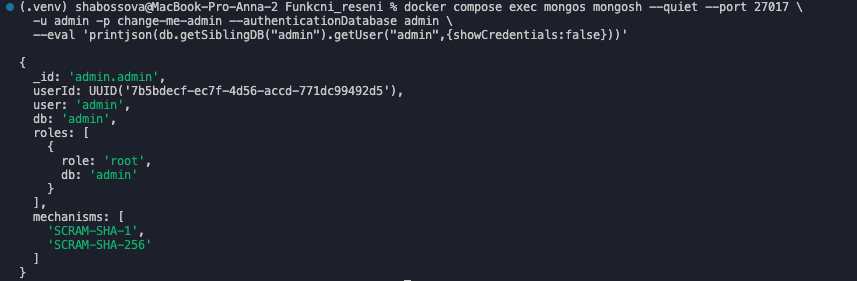 (.venv) shabossova@MacBook-Pro-Anna-2 Funkcni_reseni % docker compose exec mongos mongosh --quiet --port 27017 \
-u admin -p change-me-admin --authenticationDatabase admin \
--eval 'printjson(db.getSiblingDB("admin").getUser("admin",{showCredentials:false}))'
{
_id: 'admin.admin',
userId: UUID('7b5bdecf-ec7f-4d56-accd-771dc99492d5'),
user: 'admin',
db: 'admin',
roles: [
{
role: 'root',
db: 'admin'
}
],
mechanisms: [
'SCRAM-SHA-1',
'SCRAM-SHA-256'
]
}